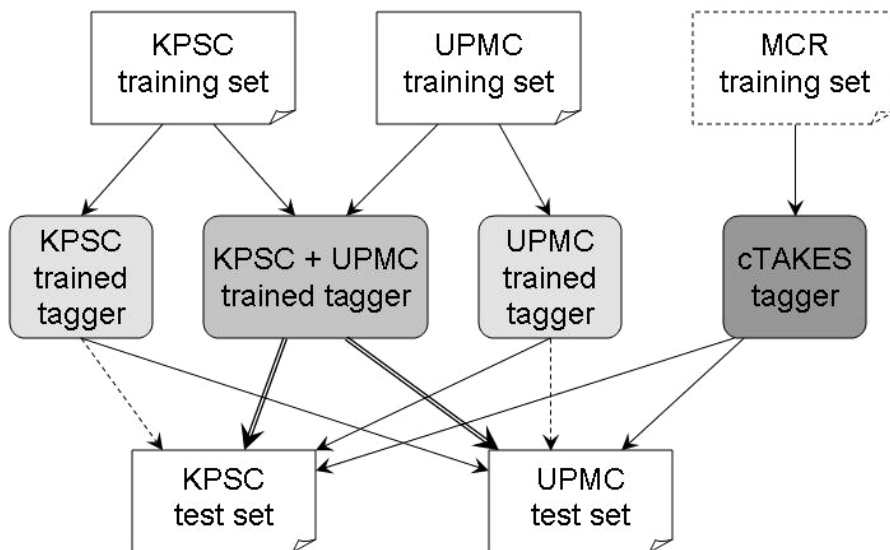 KPSC
training set
UPMC
training set
MCR
training set
KPSC
trained
tagger
KPSC + UPMC
trained tagger
UPMC
trained
tagger
cTAKES
tagger
KPSC
test set
UPMC
test set